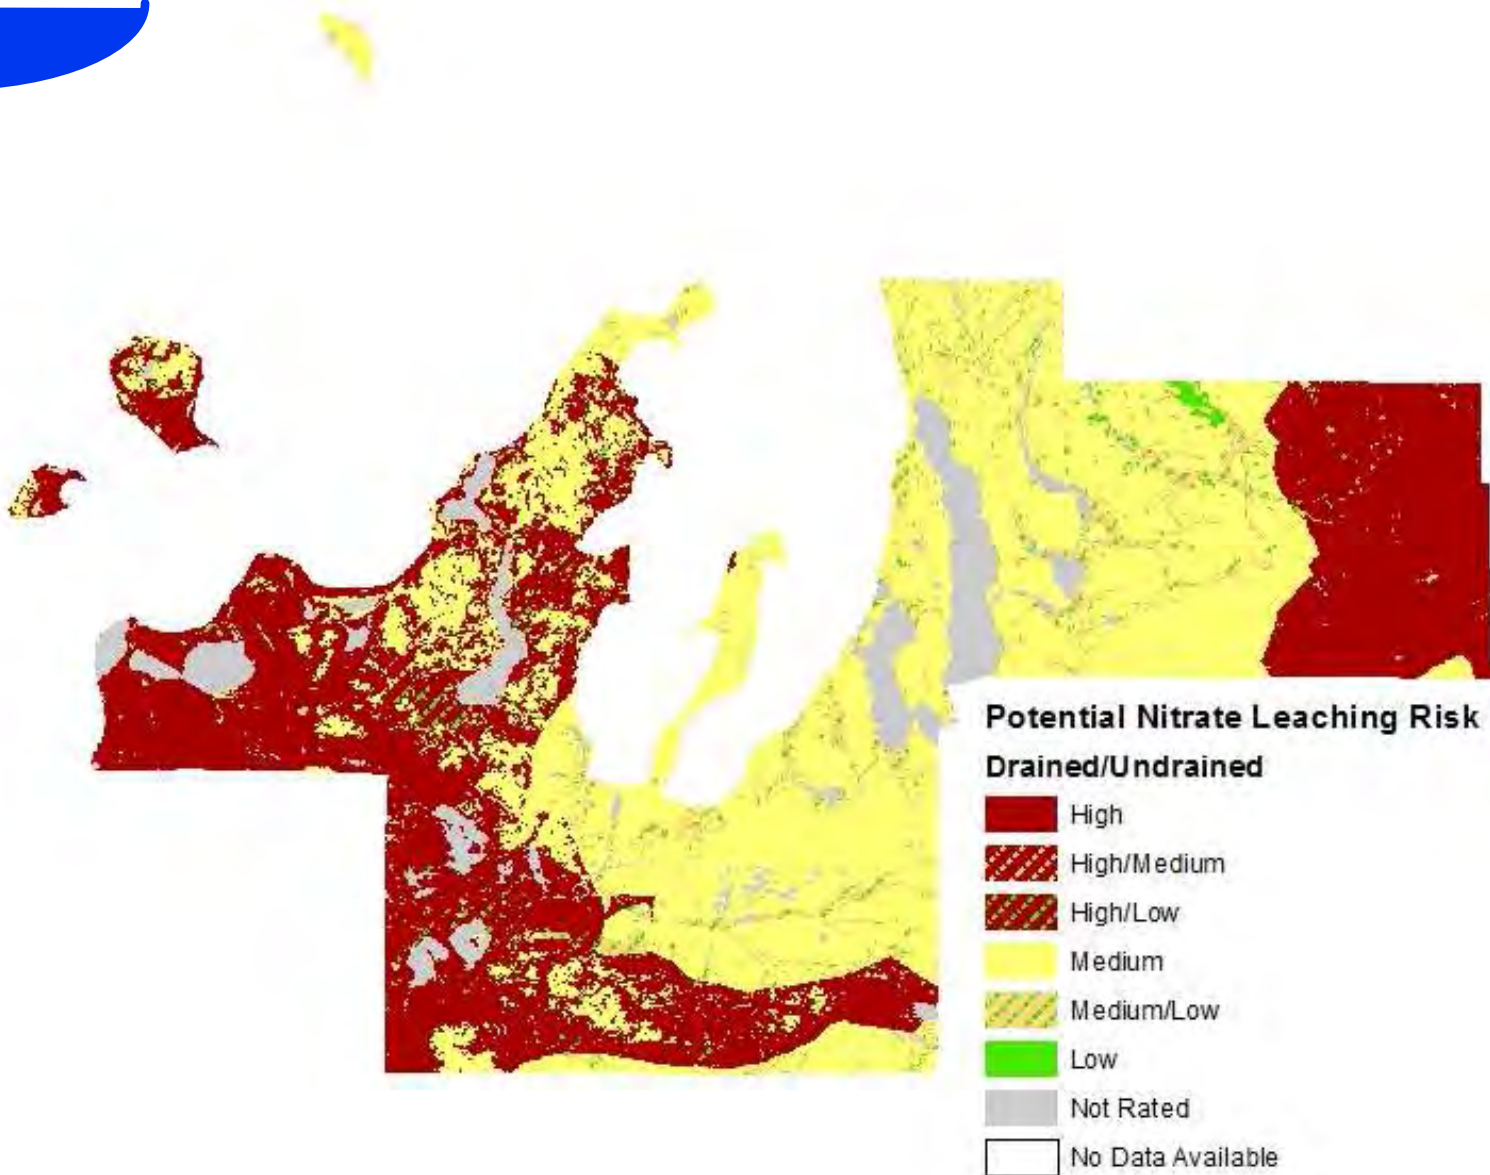 Potential Nitrate Leaching Risk
Drained/Undrained
High
High/Medium
High/Low
Medium
Medium/Low
Low
Not Rated
No Data Available